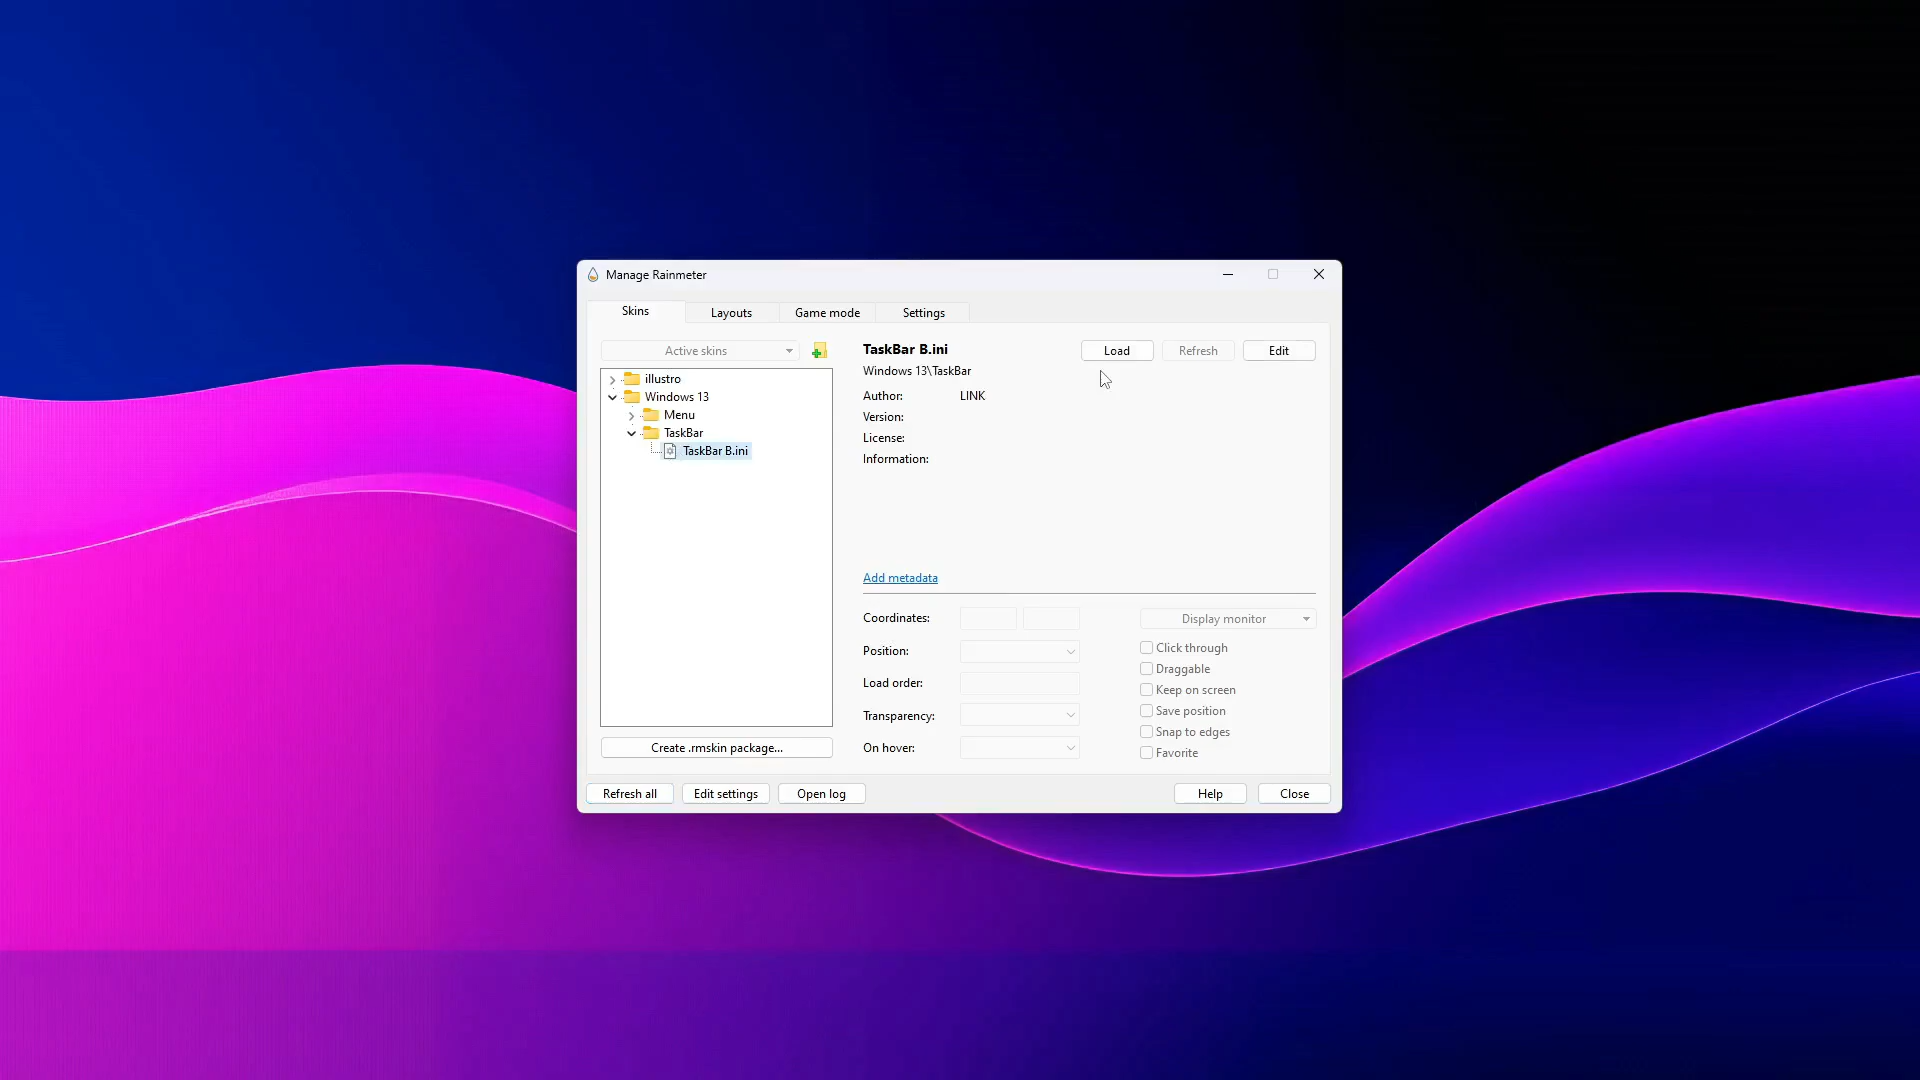 Manage Rainmeter
Skins
Layouts
Game mode
Settings
Active skins
illustro
Windows 13
Menu
TaskBar
TaskBar B.ini
Create .rmskin package...
TaskBar B.ini
Load
Refresh
Edit
Windows 13\TaskBar
Author: LINK
Version:
License:
Information:
Add metadata
Coordinates:
Position:
Load order:
Transparency:
On hover:
Display monitor
Click through
Draggable
Keep on screen
Save position
Snap to edges
Favorite
Refresh all
Edit settings
Open log
Help
Close